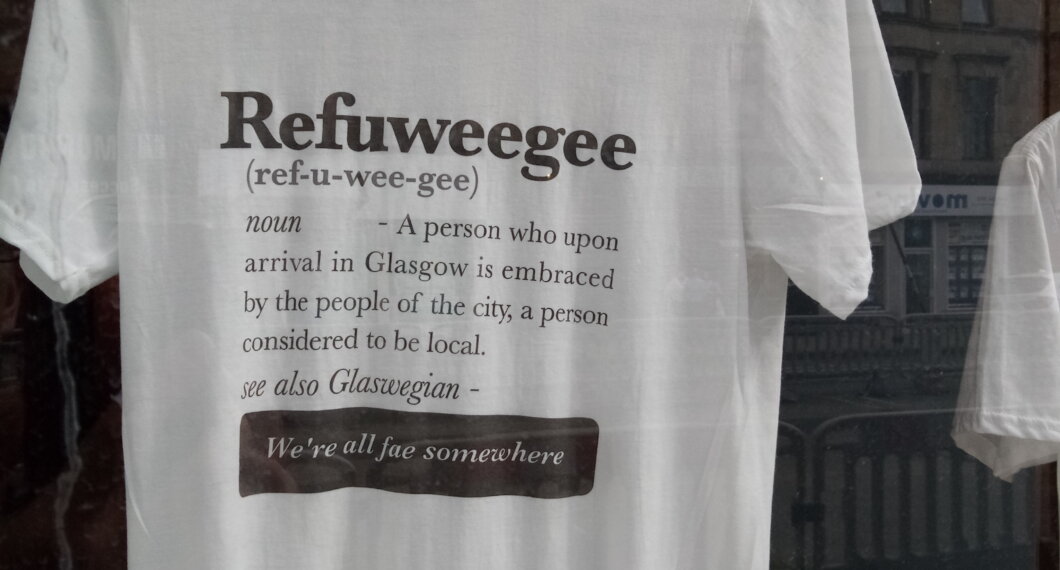 Refuweegee
(ref-u-wee-gee)
noun - A person who upon
arrival in Glasgow is embraced
by the people of the city, a person
considered to be local.
see also Glaswegian -
We're all fae somewhere